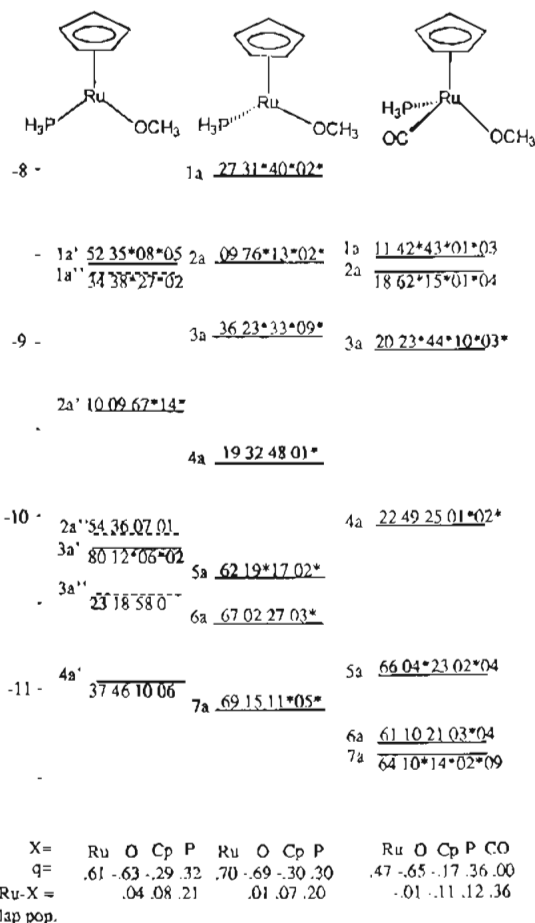 Ru Ru Ru
H₃P OCH₃ H₃P OCH₃ H₃P OC OCH₃
-8 -
1a 27 31*40*02*
1a' 52 35*08*05
1a'' 34 38*27*02
2a 09 76*13*02*
1a 11 42*43*01*03
2a 18 62*15*01*04
-9 -
3a 36 23*33*09*
3a 20 23*44*10*03*
2a' 10 09 67*14*
4a 19 32 48 01*
-10 -
2a'' 54 36 07 01
3a' 80 12*06*02
4a 22 49 25 01*02*
3a'' 23 18 58 0
5a 62 19*17 02*
6a 67 02 27 03*
-11 -
4a' 37 46 10 06
7a 69 15 11*05*
5a 66 04*23 02*04
6a 61 10 21 03*04
7a 64 10*14*02*09
X= Ru O Cp P Ru O Cp P Ru O Cp P CO
q= .61 -.63 -.29 .32 .70 -.69 -.30 .30 .47 -.65 -.17 .36 .00
Ru-X = .04 .08 .21 .01 .07 .20 -.01 .11 .12 .36
lap pop.